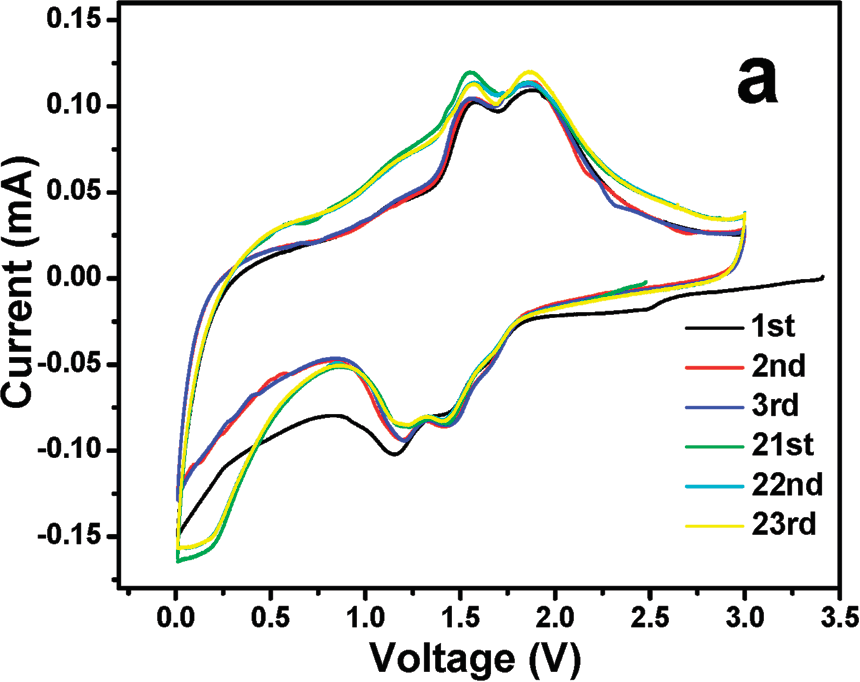 a
0.15
0.10
0.05
0.00
-0.05
-0.10
-0.15
Current (mA)
1st
2nd
3rd
21st
22nd
23rd
0.0 0.5 1.0 1.5 2.0 2.5 3.0 3.5
Voltage (V)